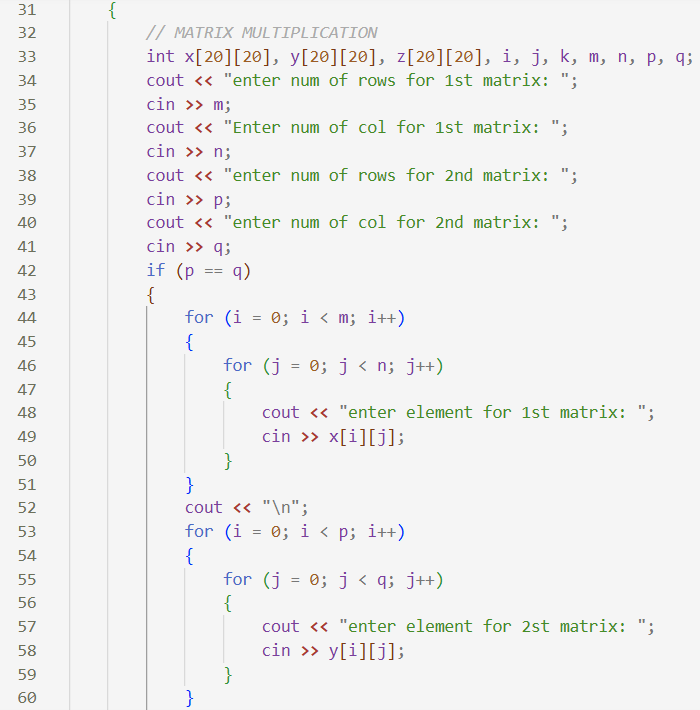 31 {
32 // MATRIX MULTIPLICATION
33 int x[20][20], y[20][20], z[20][20], i, j, k, m, n, p, q;
34 cout << "enter num of rows for 1st matrix: ";
35 cin >> m;
36 cout << "Enter num of col for 1st matrix: ";
37 cin >> n;
38 cout << "enter num of rows for 2nd matrix: ";
39 cin >> p;
40 cout << "enter num of col for 2nd matrix: ";
41 cin >> q;
42 if (p == q)
43 {
44 for (i = 0; i < m; i++)
45 {
46 for (j = 0; j < n; j++)
47 {
48 cout << "enter element for 1st matrix: ";
49 cin >> x[i][j];
50 }
51 }
52 cout << "\n";
53 for (i = 0; i < p; i++)
54 {
55 for (j = 0; j < q; j++)
56 {
57 cout << "enter element for 2st matrix: ";
58 cin >> y[i][j];
59 }
60 }